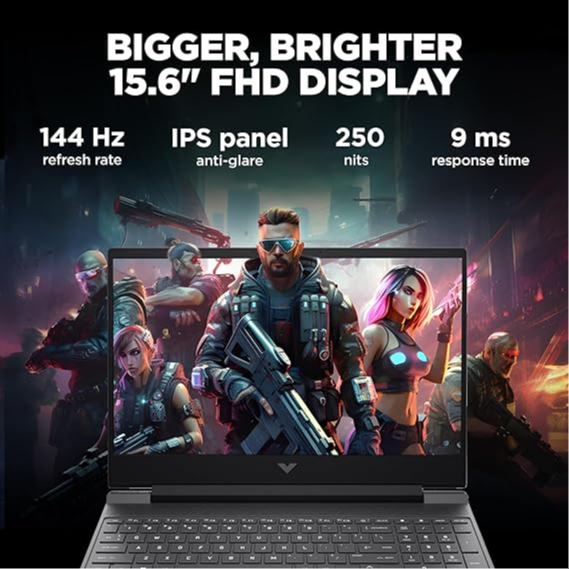 BIGGER, BRIGHTER
15.6" FHD DISPLAY
144 Hz
refresh rate
IPS panel
anti-glare
250
nits
9 ms
response time